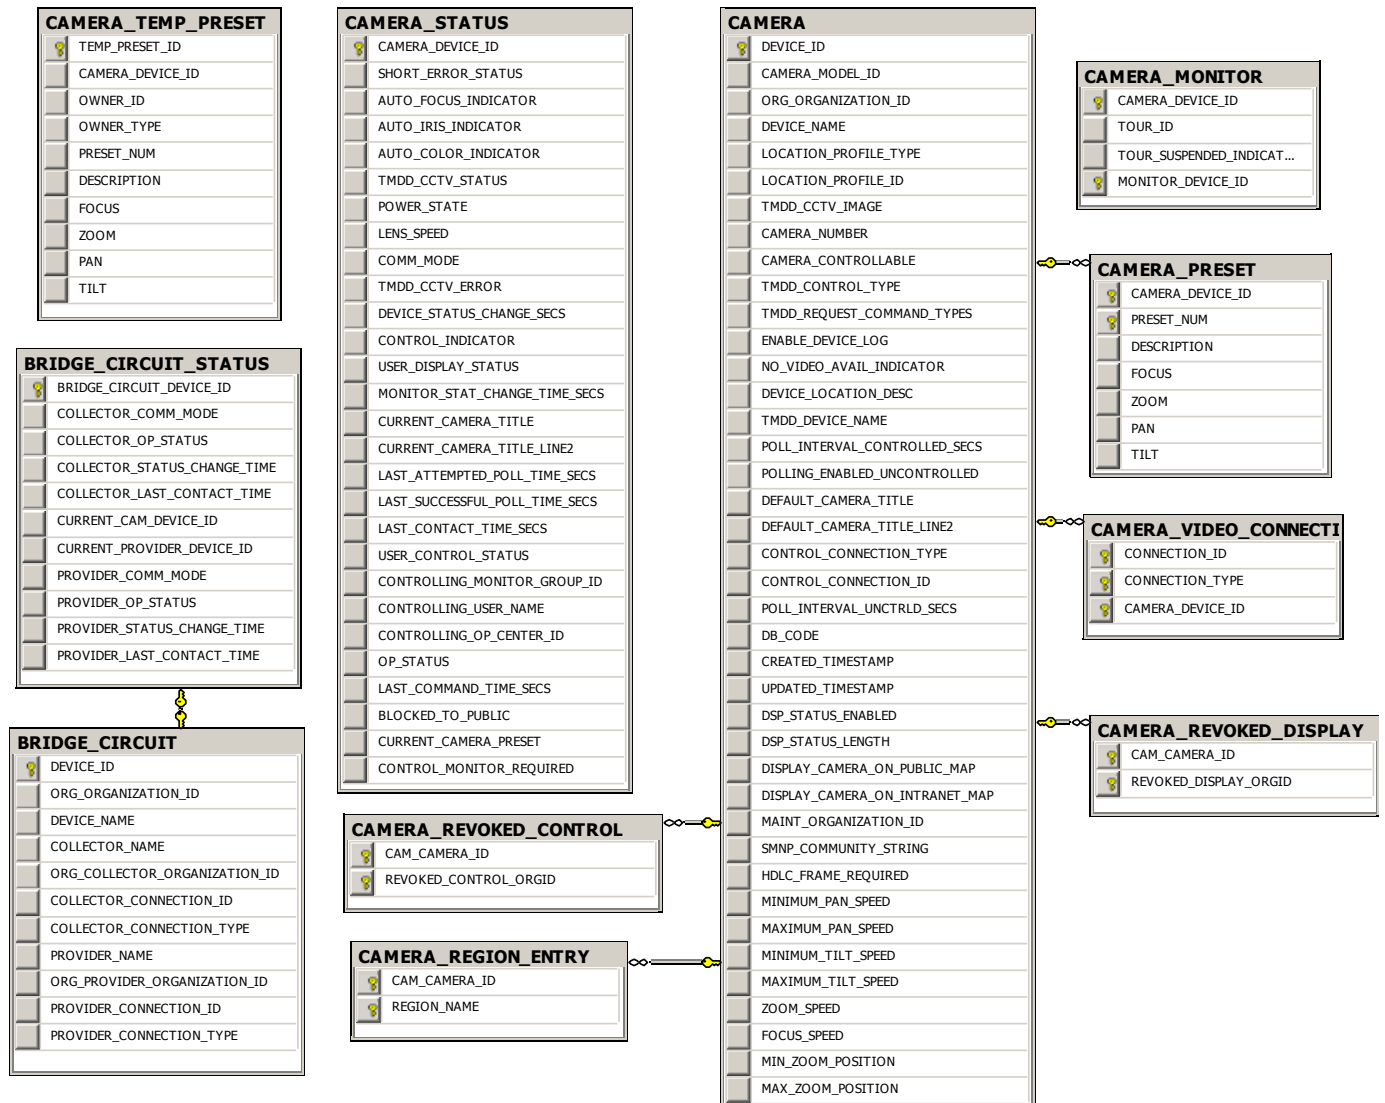 CAMERA_TEMP_PRESET
TEMP_PRESET_ID
CAMERA_DEVICE_ID
OWNER_ID
OWNER_TYPE
PRESET_NUM
DESCRIPTION
FOCUS
ZOOM
PAN
TILT
BRIDGE_CIRCUIT_STATUS
BRIDGE_CIRCUIT_DEVICE_ID
COLLECTOR_COMM_MODE
COLLECTOR_OP_STATUS
COLLECTOR_STATUS_CHANGE_TIME
COLLECTOR_LAST_CONTACT_TIME
CURRENT_CAM_DEVICE_ID
CURRENT_PROVIDER_DEVICE_ID
PROVIDER_COMM_MODE
PROVIDER_OP_STATUS
PROVIDER_STATUS_CHANGE_TIME
PROVIDER_LAST_CONTACT_TIME
BRIDGE_CIRCUIT
DEVICE_ID
ORG_ORGANIZATION_ID
DEVICE_NAME
COLLECTOR_NAME
ORG_COLLECTOR_ORGANIZATION_ID
COLLECTOR_CONNECTION_ID
COLLECTOR_CONNECTION_TYPE
PROVIDER_NAME
ORG_PROVIDER_ORGANIZATION_ID
PROVIDER_CONNECTION_ID
PROVIDER_CONNECTION_TYPE
CAMERA_STATUS
CAMERA_DEVICE_ID
SHORT_ERROR_STATUS
AUTO_FOCUS_INDICATOR
AUTO_IRIS_INDICATOR
AUTO_COLOR_INDICATOR
TMDD_CCTV_STATUS
POWER_STATE
LENS_SPEED
COMM_MODE
TMDD_CCTV_ERROR
DEVICE_STATUS_CHANGE_SECS
CONTROL_INDICATOR
USER_DISPLAY_STATUS
MONITOR_STAT_CHANGE_TIME_SECS
CURRENT_CAMERA_TITLE
CURRENT_CAMERA_TITLE_LINE2
LAST_ATTEMPTED_POLL_TIME_SECS
LAST_SUCCESSFUL_POLL_TIME_SECS
LAST_CONTACT_TIME_SECS
USER_CONTROL_STATUS
CONTROLLING_MONITOR_GROUP_ID
CONTROLLING_USER_NAME
CONTROLLING_OP_CENTER_ID
OP_STATUS
LAST_COMMAND_TIME_SECS
BLOCKED_TO_PUBLIC
CURRENT_CAMERA_PRESET
CONTROL_MONITOR_REQUIRED
CAMERA_REVOKED_CONTROL
CAM_CAMERA_ID
REVOKED_CONTROL_ORGID
CAMERA_REGION_ENTRY
CAM_CAMERA_ID
REGION_NAME
CAMERA
DEVICE_ID
CAMERA_MODEL_ID
ORG_ORGANIZATION_ID
DEVICE_NAME
LOCATION_PROFILE_TYPE
LOCATION_PROFILE_ID
TMDD_CCTV_IMAGE
CAMERA_NUMBER
CAMERA_CONTROLLABLE
TMDD_CONTROL_TYPE
TMDD_REQUEST_COMMAND_TYPES
ENABLE_DEVICE_LOG
NO_VIDEO_AVAIL_INDICATOR
DEVICE_LOCATION_DESC
TMDD_DEVICE_NAME
POLL_INTERVAL_CONTROLLED_SECS
POLLING_ENABLED_UNCONTROLLED
DEFAULT_CAMERA_TITLE
DEFAULT_CAMERA_TITLE_LINE2
CONTROL_CONNECTION_TYPE
CONTROL_CONNECTION_ID
POLL_INTERVAL_UNCTRLD_SECS
DB_CODE
CREATED_TIMESTAMP
UPDATED_TIMESTAMP
DSP_STATUS_ENABLED
DSP_STATUS_LENGTH
DISPLAY_CAMERA_ON_PUBLIC_MAP
DISPLAY_CAMERA_ON_INTRANET_MAP
MAINT_ORGANIZATION_ID
SMNP_COMMUNITY_STRING
HDLC_FRAME_REQUIRED
MINIMUM_PAN_SPEED
MAXIMUM_PAN_SPEED
MINIMUM_TILT_SPEED
MAXIMUM_TILT_SPEED
ZOOM_SPEED
FOCUS_SPEED
MIN_ZOOM_POSITION
MAX_ZOOM_POSITION
CAMERA_MONITOR
CAMERA_DEVICE_ID
TOUR_ID
TOUR_SUSPENDED_INDICAT...
MONITOR_DEVICE_ID
CAMERA_PRESET
CAMERA_DEVICE_ID
PRESET_NUM
DESCRIPTION
FOCUS
ZOOM
PAN
TILT
CAMERA_VIDEO_CONNECTI
CONNECTION_ID
CONNECTION_TYPE
CAMERA_DEVICE_ID
CAMERA_REVOKED_DISPLAY
CAM_CAMERA_ID
REVOKED_DISPLAY_ORGID